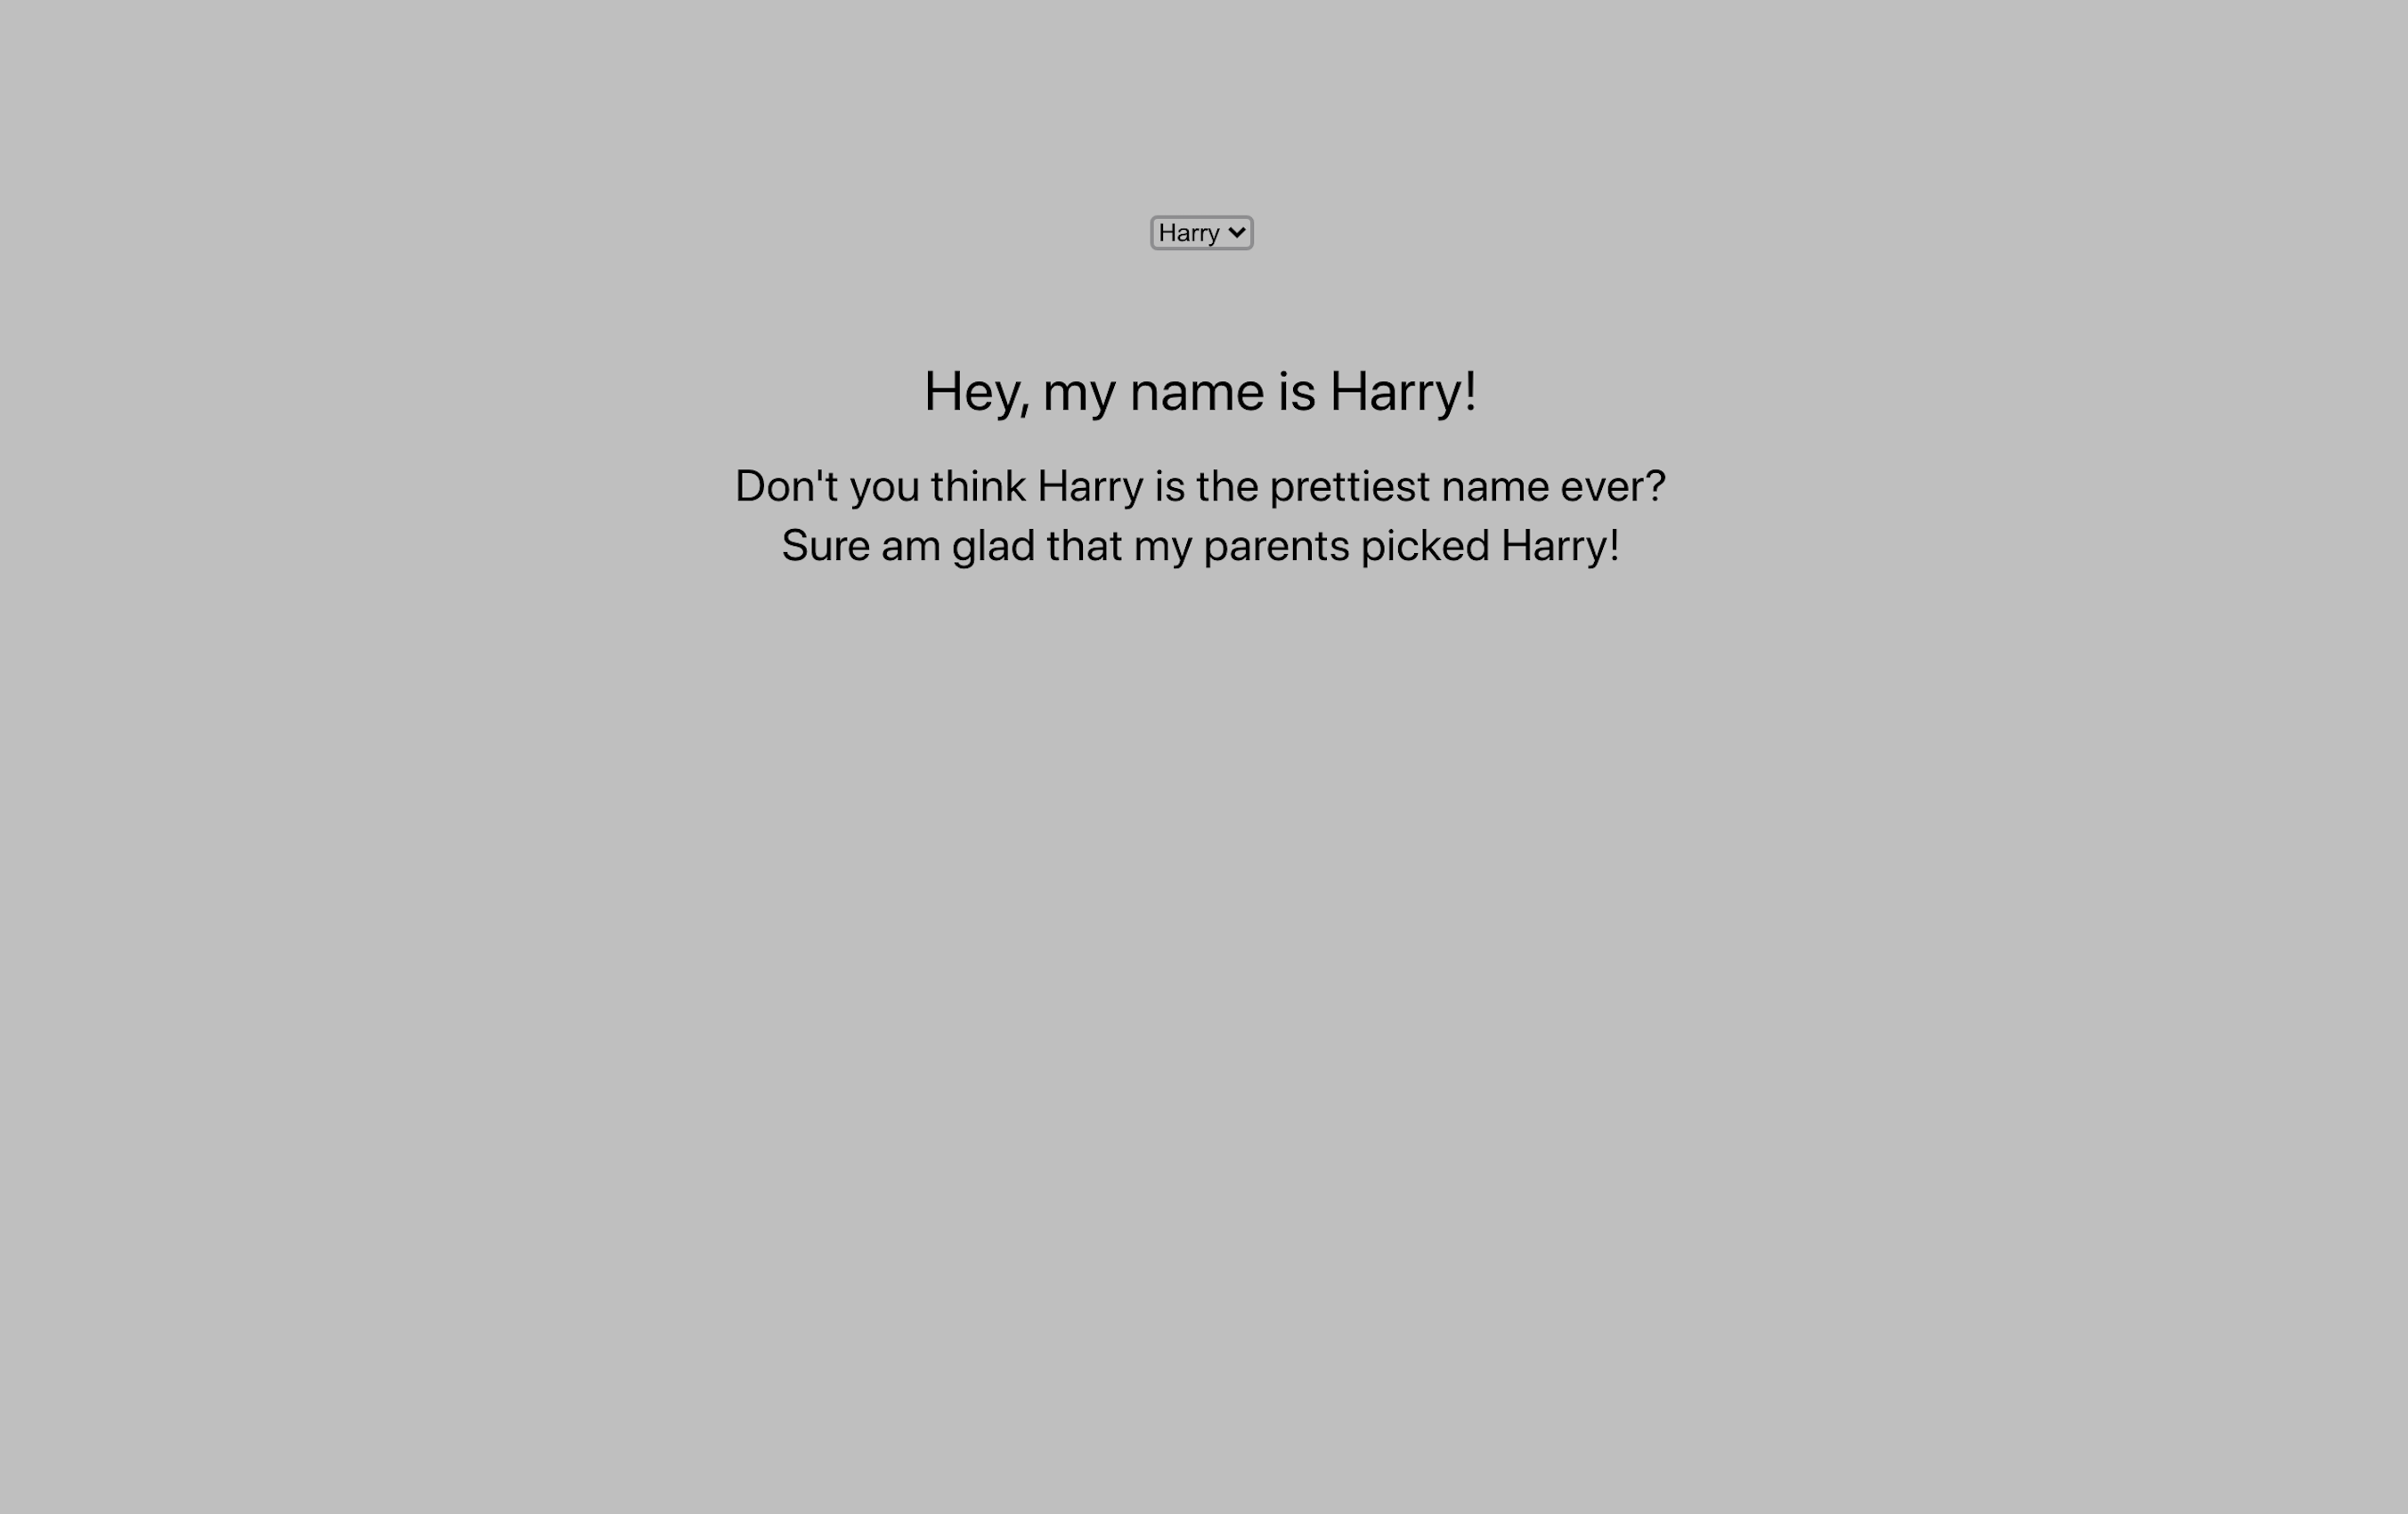 Harry
Hey, my name is Harry!
Don't you think Harry is the prettiest name ever?
Sure am glad that my parents picked Harry!